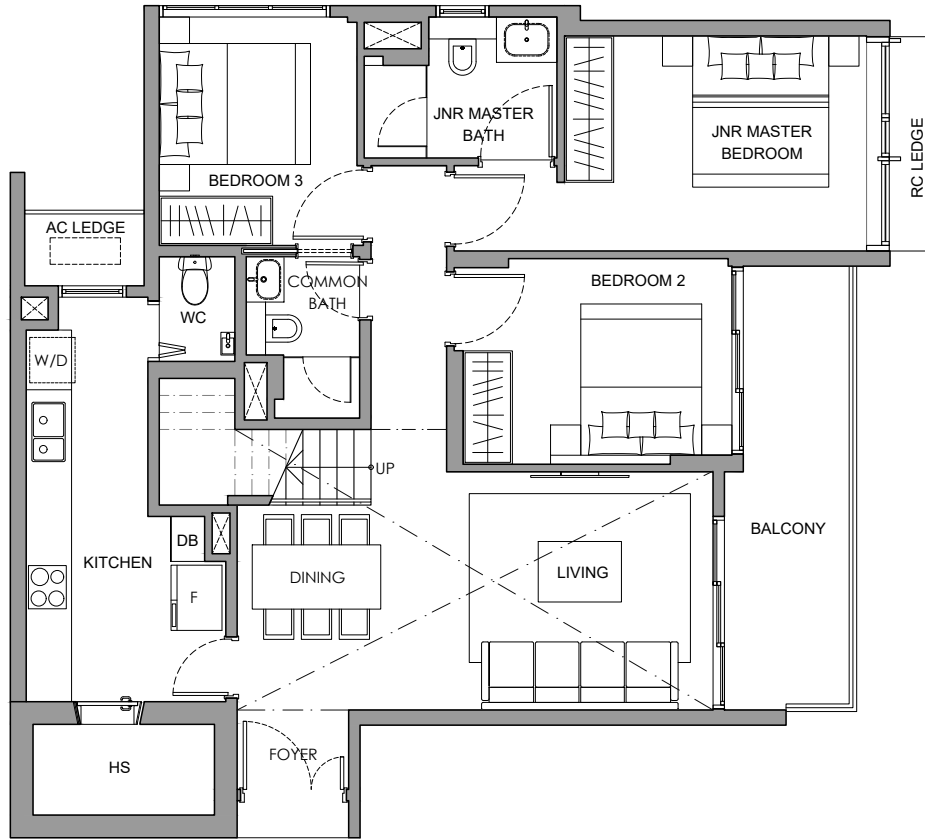 JNR MASTER
BATH
JNR MASTER
BEDROOM
RC LEDGE
BEDROOM 3
AC LEDGE
COMMON
BATH
BEDROOM 2
WC
W/D
UP
BALCONY
DB
KITCHEN
DINING
LIVING
F
FOYER
HS